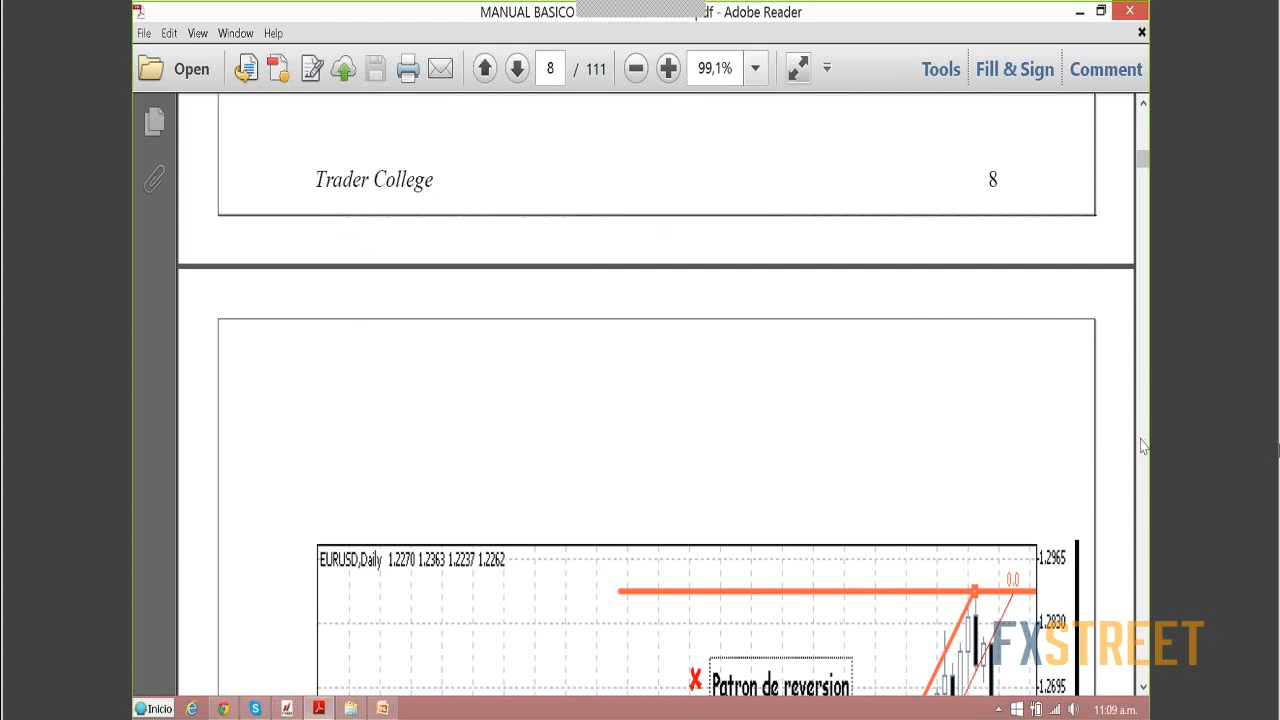 MANUAL BASICO
pdf - Adobe Reader
File Edit View Window Help
Open
8 / 111
99,1%
Tools Fill & Sign Comment
Trader College 8
EURUSD,Daily 1.2270 1.2363 1.2237 1.2262
1.2965
0.0
1.2830
FXSTREET
Patron de reversion
1.2695
Inicio
11:09 a.m.